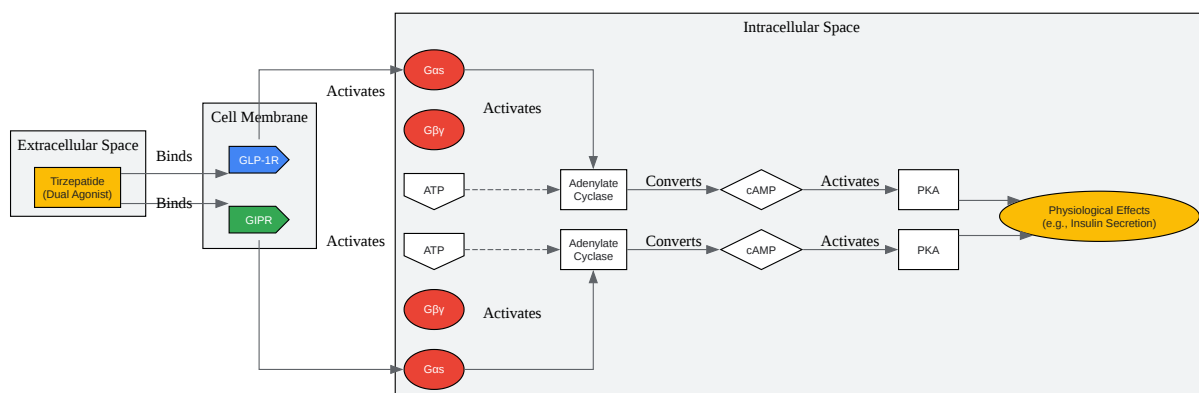 Intracellular Space
Gαs
Activates
Activates
Cell Membrane
Gβγ
Extracellular Space
Binds
GLP-1R
Tirzepatide
(Dual Agonist)
ATP
Adenylate
Cyclase
Converts
cAMP
Activates
PKA
Binds
GIPR
Physiological Effects
(e.g., Insulin Secretion)
Activates
ATP
Adenylate
Cyclase
Converts
cAMP
Activates
PKA
Gβγ
Activates
Gαs